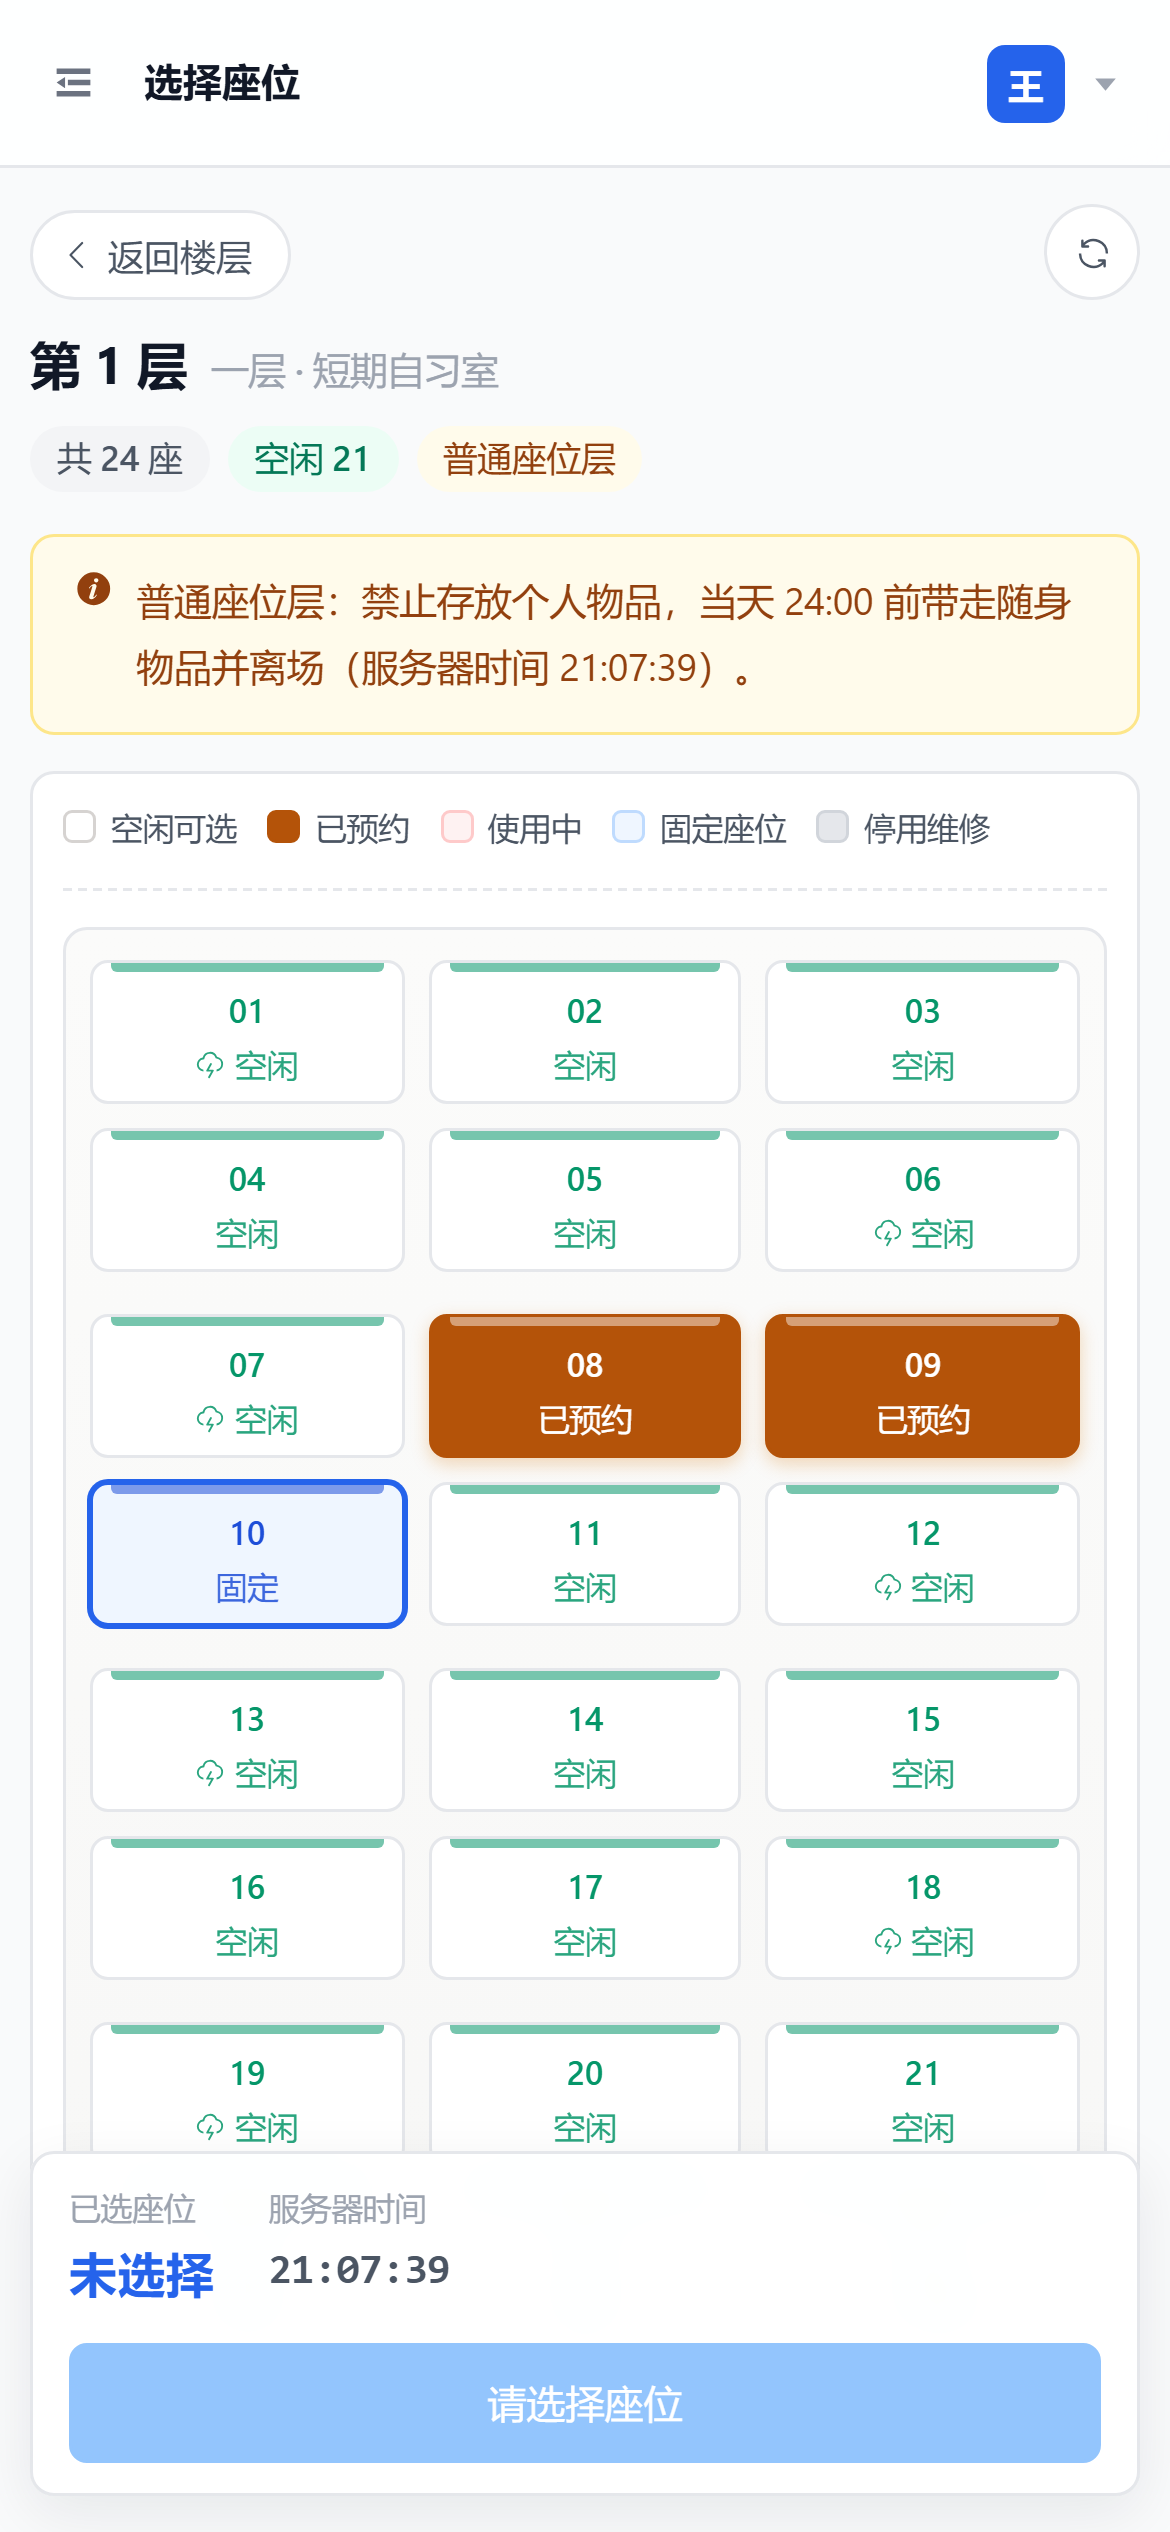 选择座位
王
返回楼层
第 1 层 一层 · 短期自习室
共 24 座 空闲 21 普通座位层
普通座位层：禁止存放个人物品，当天 24:00 前带走随身
物品并离场（服务器时间 21:07:39）。
空闲可选 已预约 使用中 固定座位 停用维修
01 02 03
空闲 空闲 空闲
04 05 06
空闲 空闲 空闲
07 08 09
空闲 已预约 已预约
10 11 12
固定 空闲 空闲
13 14 15
空闲 空闲 空闲
16 17 18
空闲 空闲 空闲
19 20 21
空闲 空闲 空闲
已选座位 服务器时间
未选择 21:07:39
请选择座位